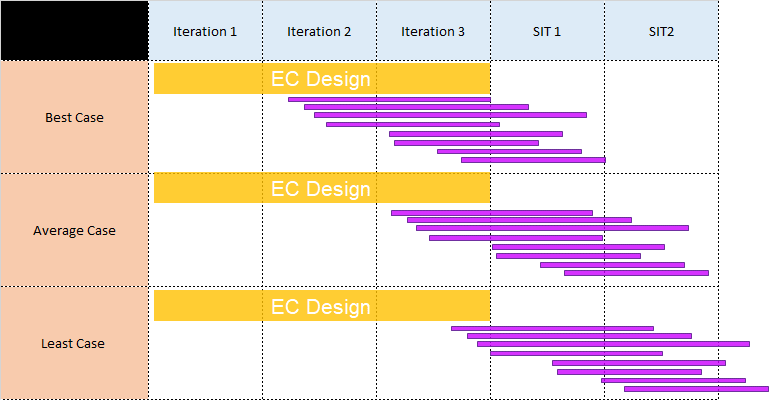 Iteration 1
Iteration 2
Iteration 3
SIT 1
SIT2
EC Design
Best Case
EC Design
Average Case
EC Design
Least Case